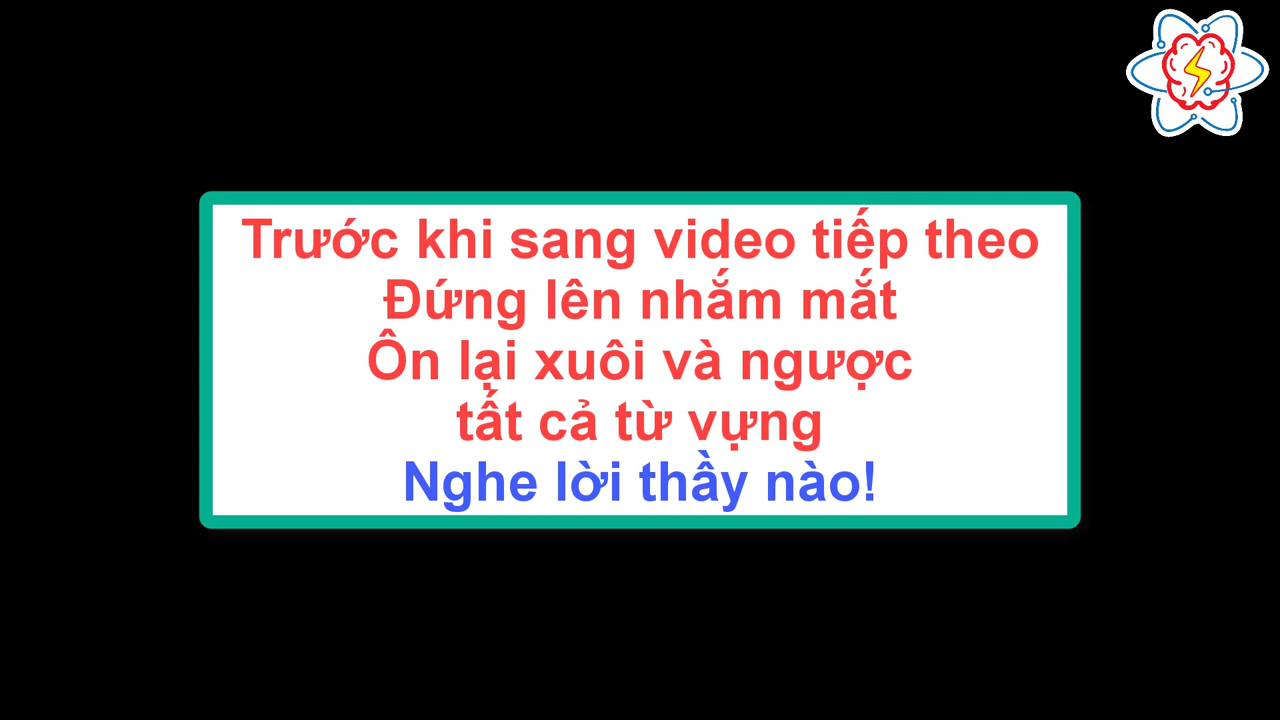 Trước khi sang video tiếp theo
Đứng lên nhắm mắt
Ôn lại xuôi và ngược
tất cả từ vựng
Nghe lời thầy nào!